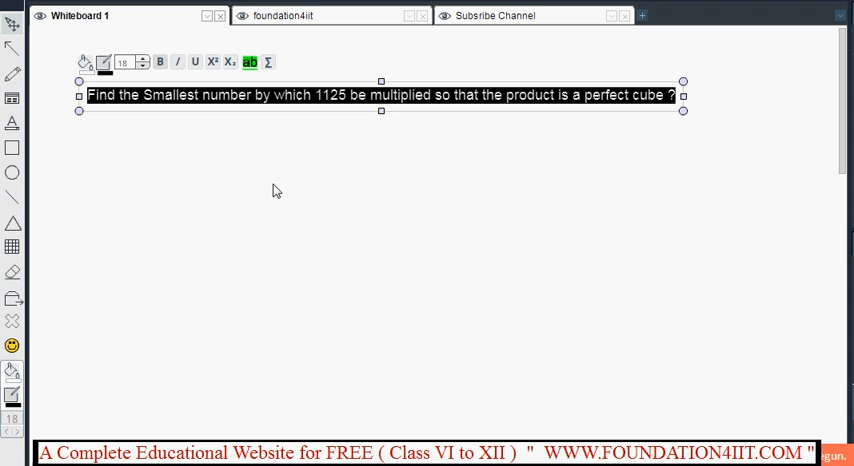 Whiteboard 1
foundation4iit
Subsribe Channel
18 B I U X² X₂ ab Σ
Find the Smallest number by which 1125 be multiplied so that the product is a perfect cube ?
18
A Complete Educational Website for FREE ( Class VI to XII ) " WWW.FOUNDATION4IIT.COM "
egun.